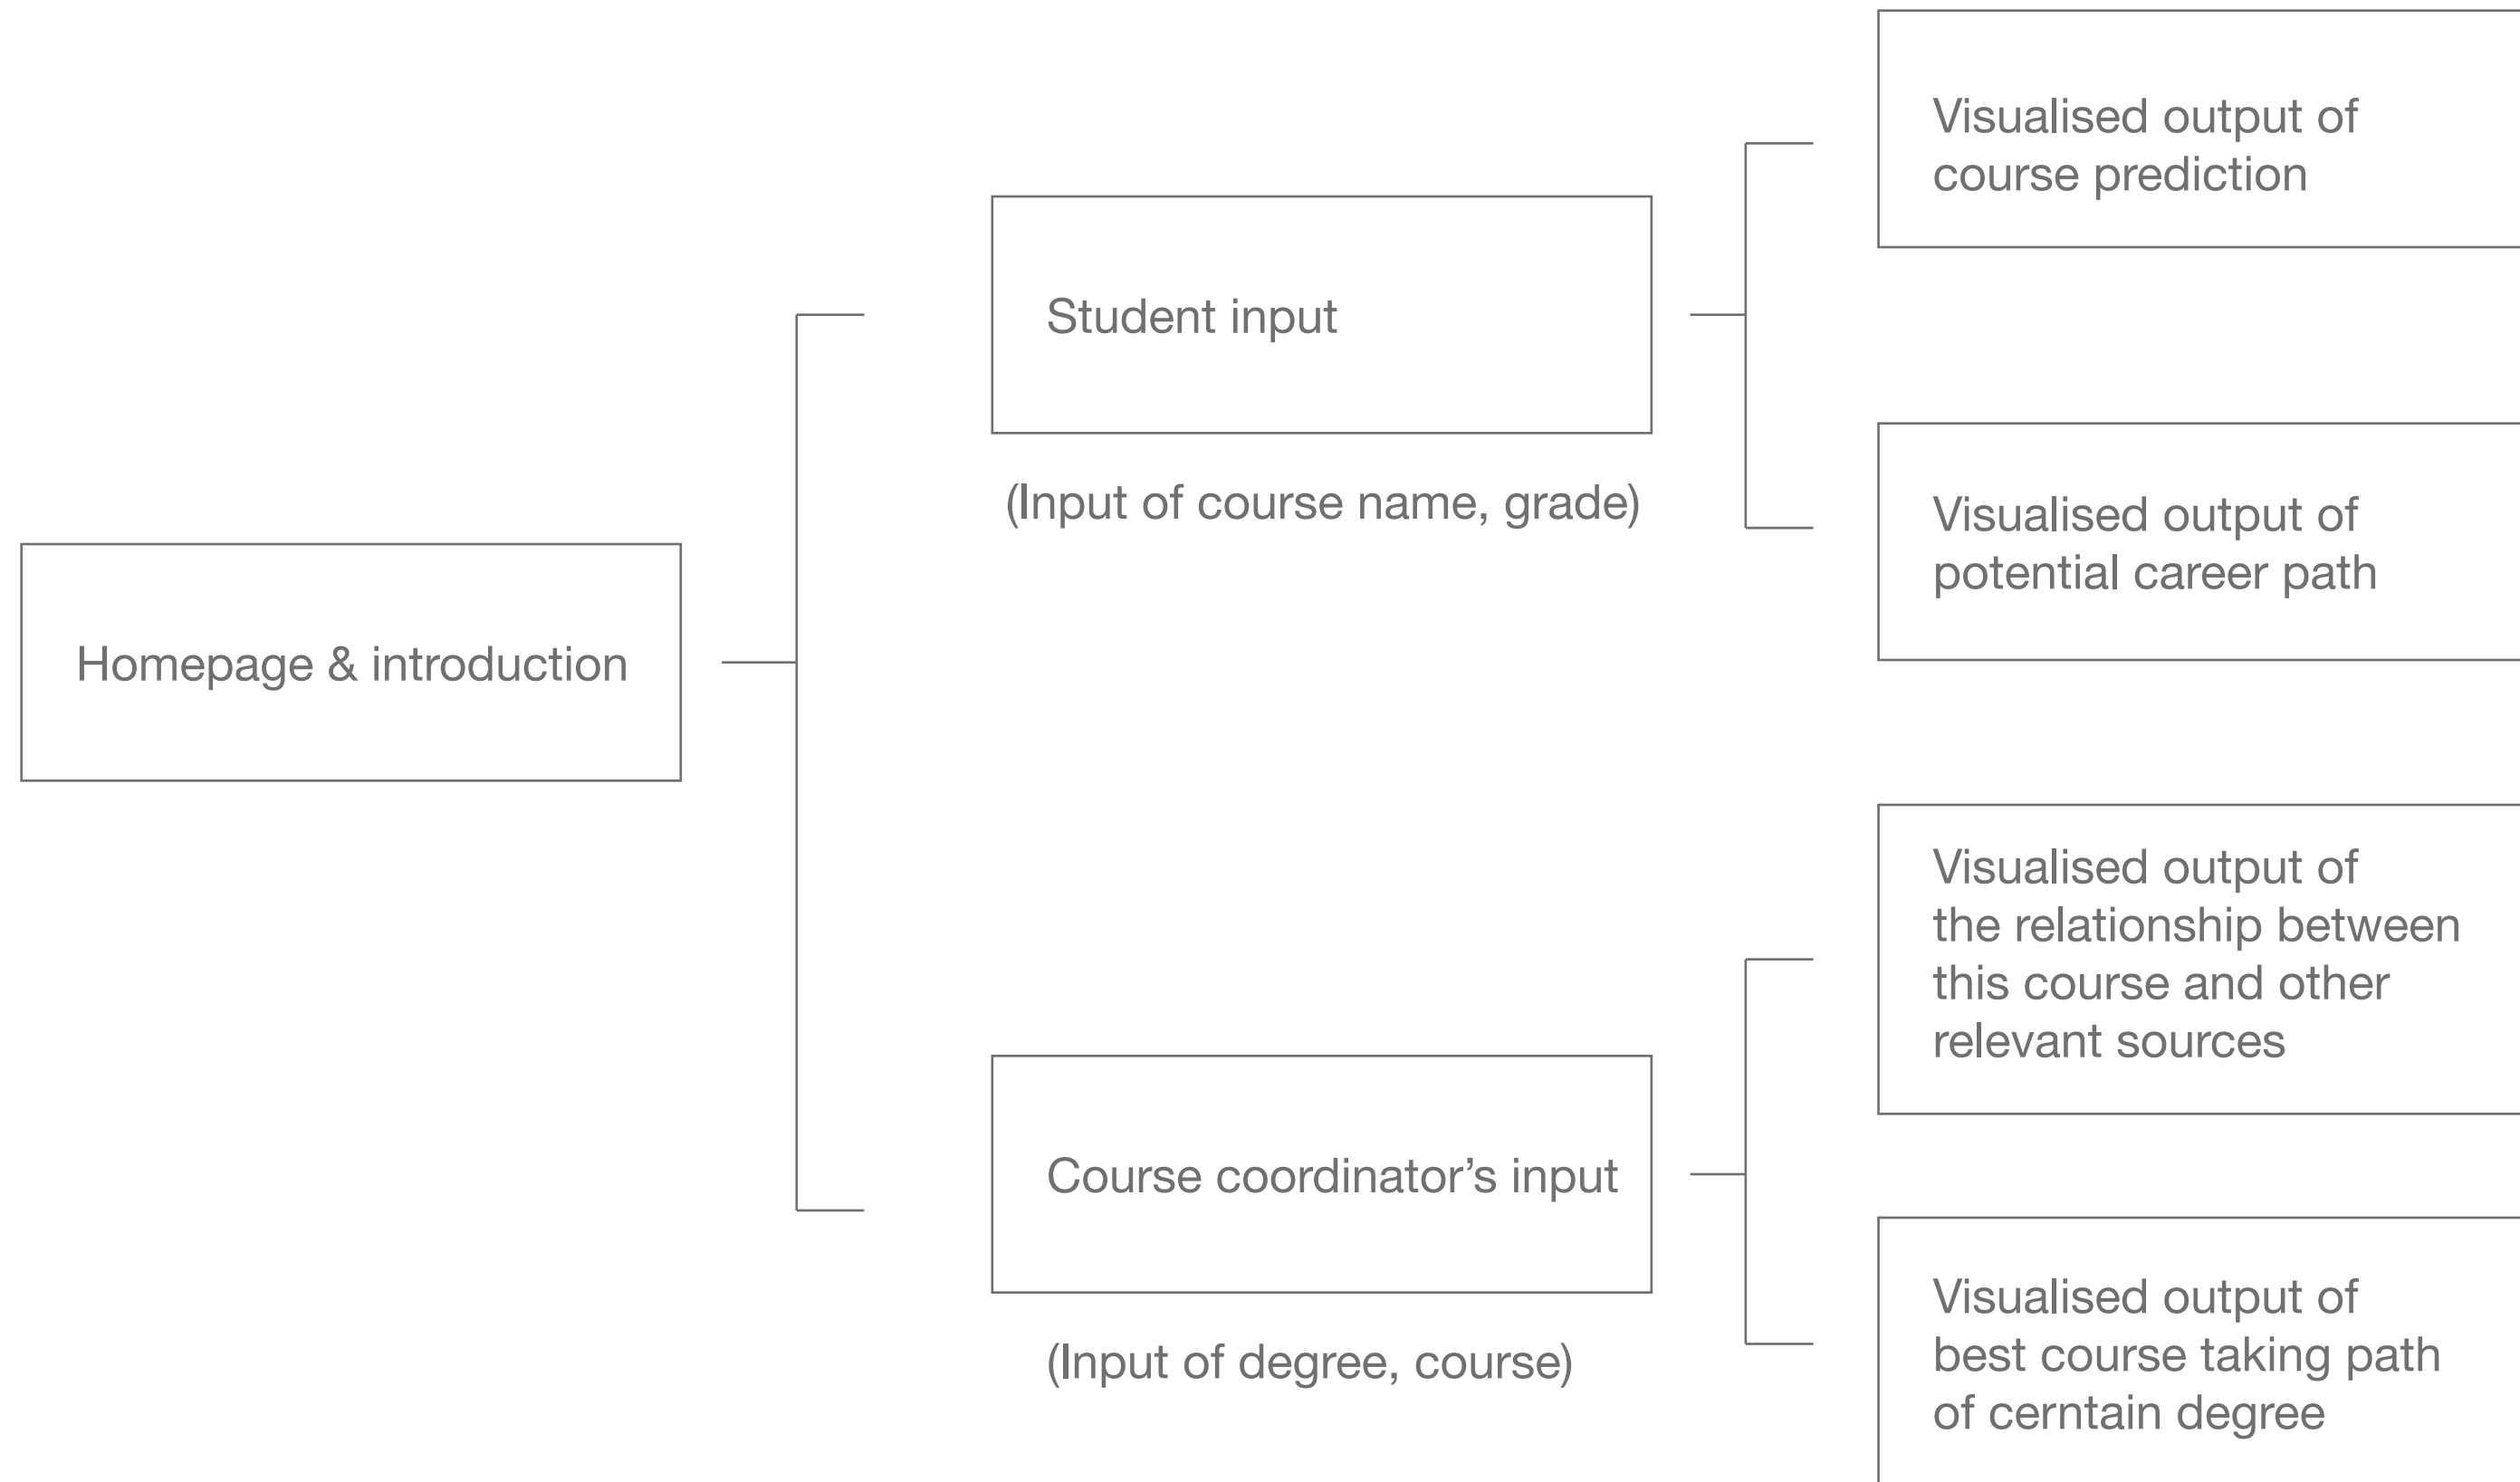 Homepage & introduction
Student input
(Input of course name, grade)
Visualised output of
course prediction
Visualised output of
potential career path
Course coordinator’s input
(Input of degree, course)
Visualised output of
the relationship between
this course and other
relevant sources
Visualised output of
best course taking path
of cerntain degree